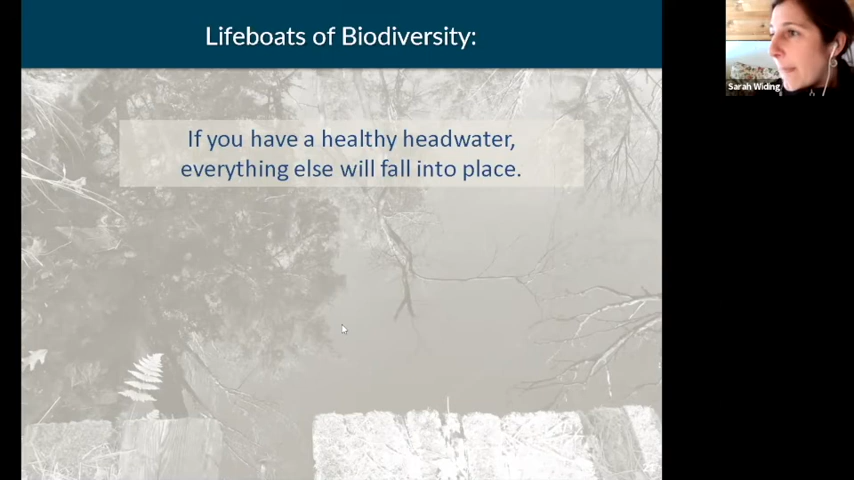 Lifeboats of Biodiversity:
If you have a healthy headwater,
everything else will fall into place.
Sarah Widing